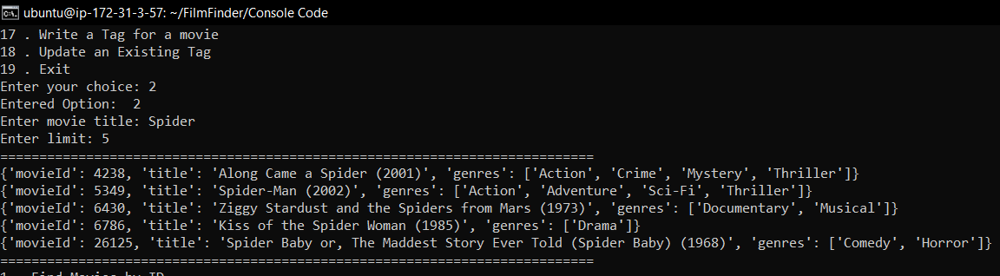 ubuntu@ip-172-31-3-57: ~/FilmFinder/Console Code
17 . Write a Tag for a movie
18 . Update an Existing Tag
19 . Exit
Enter your choice: 2
Entered Option:  2
Enter movie title: Spider
Enter limit: 5
============================================================================
{'movieId': 4238, 'title': 'Along Came a Spider (2001)', 'genres': ['Action', 'Crime', 'Mystery', 'Thriller']}
{'movieId': 5349, 'title': 'Spider-Man (2002)', 'genres': ['Action', 'Adventure', 'Sci-Fi', 'Thriller']}
{'movieId': 6430, 'title': 'Ziggy Stardust and the Spiders from Mars (1973)', 'genres': ['Documentary', 'Musical']}
{'movieId': 6786, 'title': 'Kiss of the Spider Woman (1985)', 'genres': ['Drama']}
{'movieId': 26125, 'title': 'Spider Baby or, The Maddest Story Ever Told (Spider Baby) (1968)', 'genres': ['Comedy', 'Horror']}
============================================================================
1 . Find Movies by ID